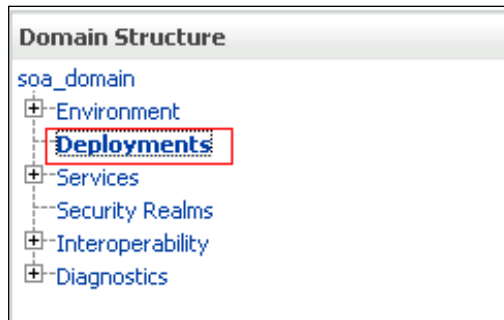 Domain Structure
soa_domain
Environment
Deployments
Services
Security Realms
Interoperability
Diagnostics